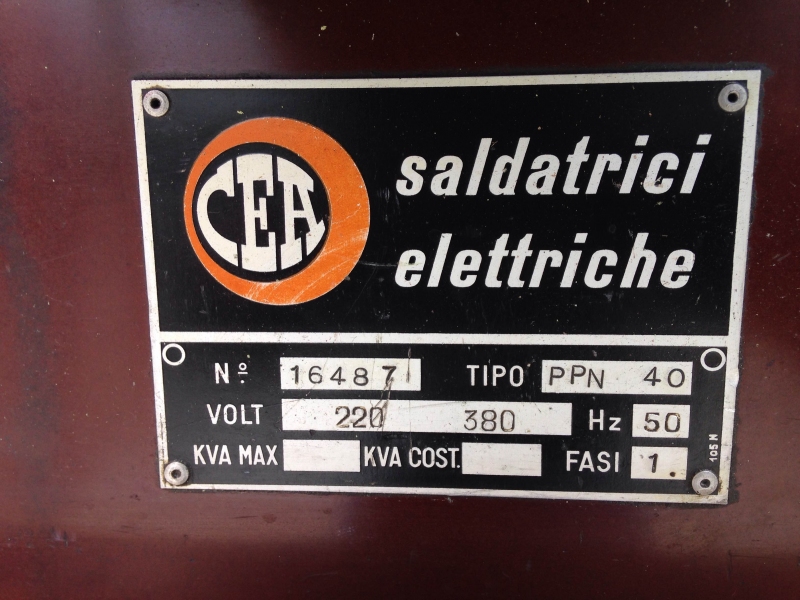 CEA
saldatrici
elettriche
Nº 16487 TIPO PPN 40
VOLT 220 380 Hz 50
KVA MAX KVA COST. FASI 1.
105 N